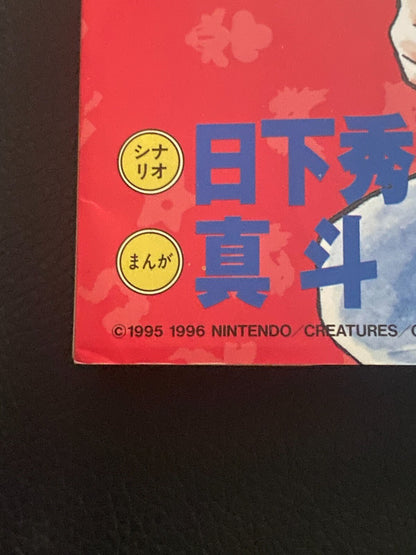 シナ
リオ
日下秀
まんが
真斗
©1995 1996 NINTENDO/CREATURES/